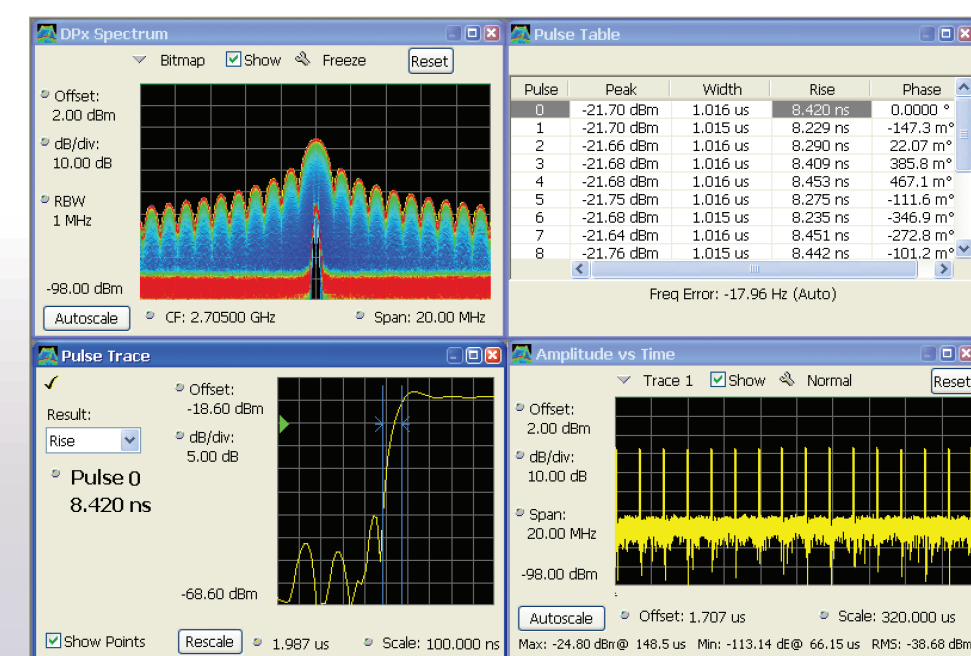 DPx Spectrum
Bitmap Show Freeze Reset
Offset:
2.00 dBm
dB/div:
10.00 dB
RBW
1 MHz
-98.00 dBm
Autoscale CF: 2.70500 GHz Span: 20.00 MHz
Pulse Table
Pulse Peak Width Rise Phase
0 -21.70 dBm 1.016 us 8.420 ns 0.0000 °
1 -21.70 dBm 1.015 us 8.229 ns -147.3 m°
2 -21.66 dBm 1.016 us 8.290 ns 22.07 m°
3 -21.68 dBm 1.016 us 8.409 ns 385.8 m°
4 -21.68 dBm 1.016 us 8.453 ns 467.1 m°
5 -21.75 dBm 1.016 us 8.275 ns -111.6 m°
6 -21.68 dBm 1.015 us 8.235 ns -346.9 m°
7 -21.64 dBm 1.016 us 8.451 ns -272.8 m°
8 -21.76 dBm 1.015 us 8.442 ns -101.2 m°
Freq Error: -17.96 Hz (Auto)
Pulse Trace
Result:
Rise
Pulse 0
8.420 ns
Offset:
-18.60 dBm
dB/div:
5.00 dB
-68.60 dBm
Show Points Rescale 1.987 us Scale: 100.000 ns
Amplitude vs Time
Trace 1 Show Normal Reset
Offset:
2.00 dBm
dB/div:
10.00 dB
Span:
20.00 MHz
-98.00 dBm
Autoscale Offset: 1.707 us Scale: 320.000 us
Max: -24.80 dBm@ 148.5 us Min: -113.14 dB@ 66.15 us RMS: -38.68 dBm